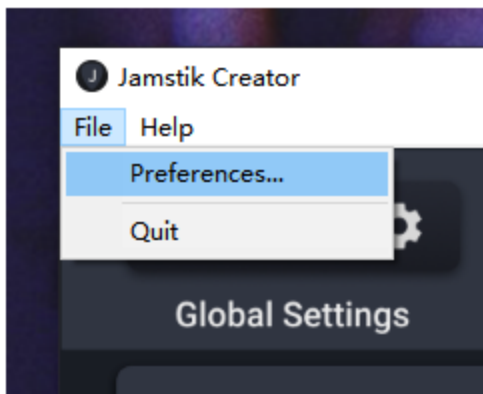 J Jamstik Creator
File Help
Preferences...
Quit
Global Settings